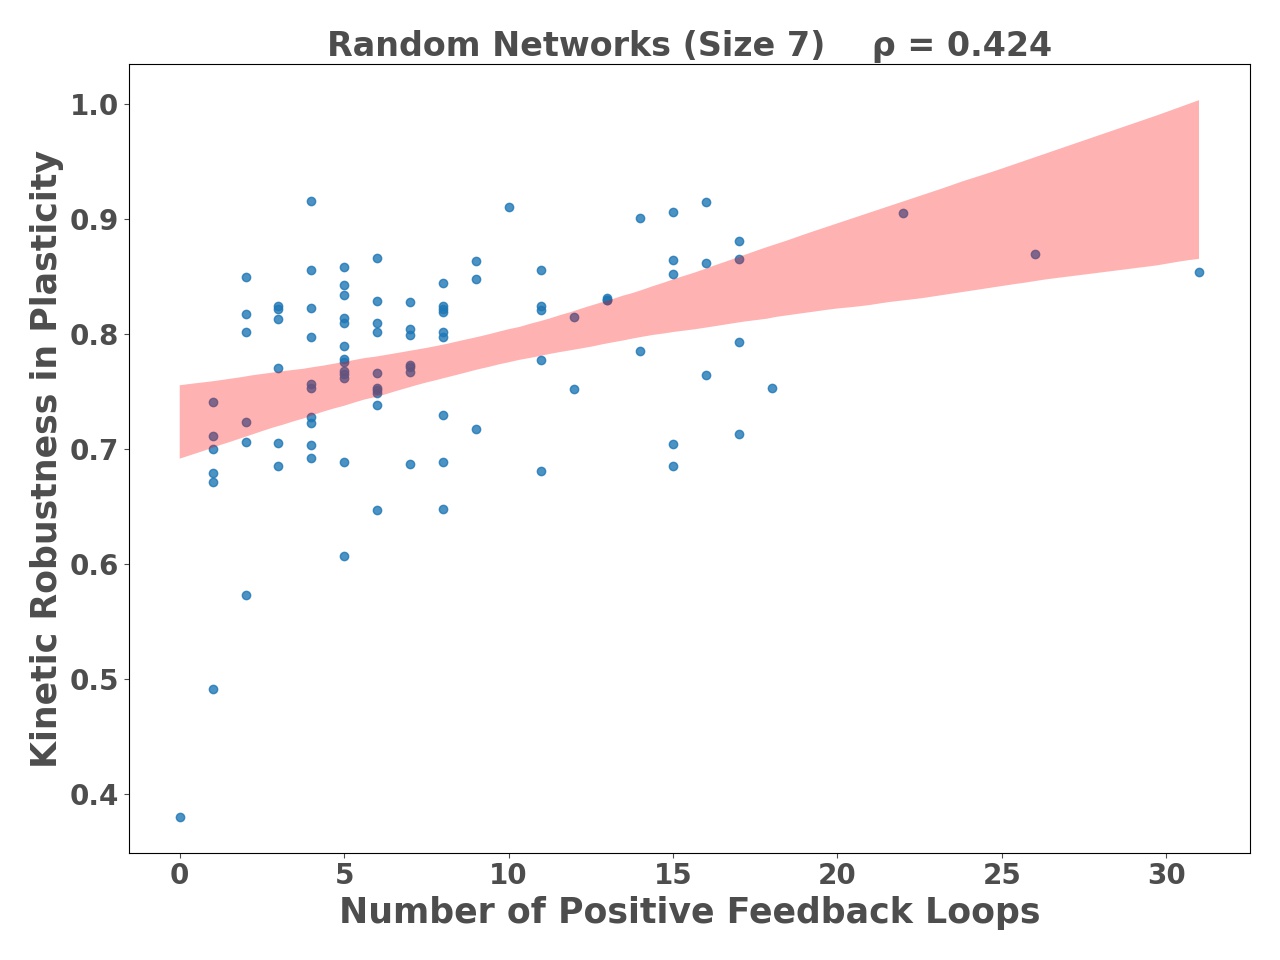 Random Networks (Size 7) ρ = 0.424
1.0
0.9
0.8
0.7
0.6
0.5
0.4
Kinetic Robustness in Plasticity
0 5 10 15 20 25 30
Number of Positive Feedback Loops